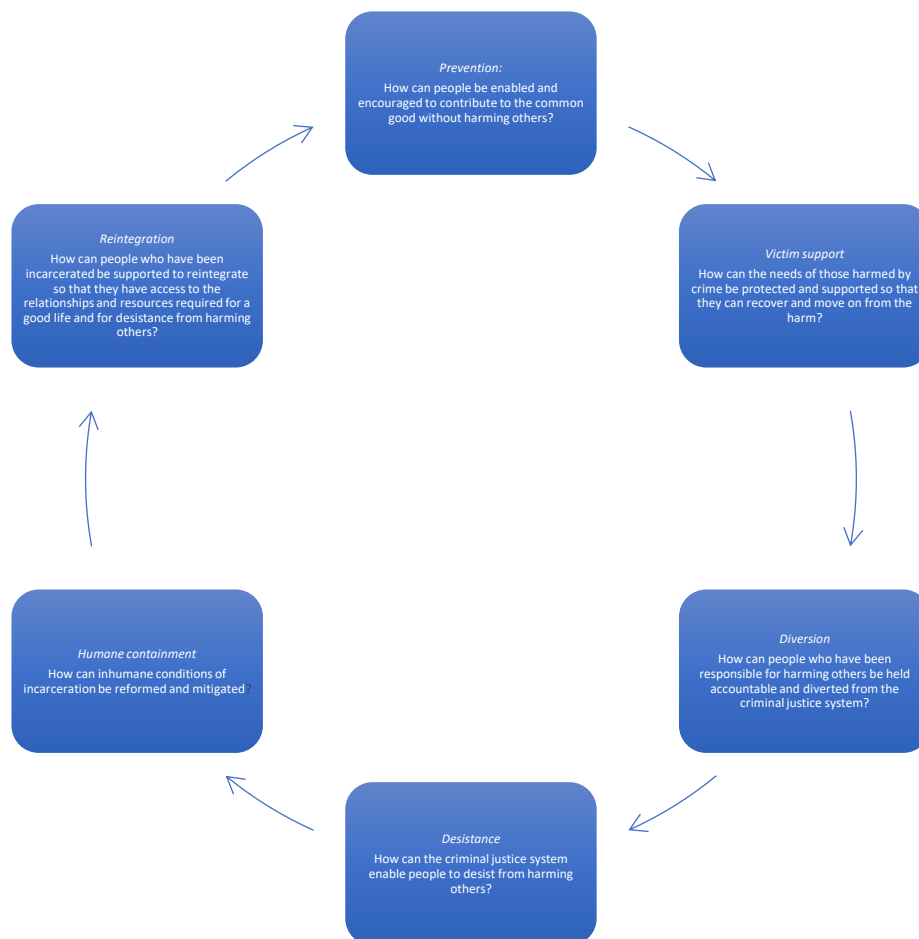 Prevention:
How can people be enabled and
encouraged to contribute to the common
good without harming others?
Victim support
How can the needs of those harmed by
crime be protected and supported so that
they can recover and move on from the
harm?
Diversion
How can people who have been
responsible for harming others be held
accountable and diverted from the
criminal justice system?
Desistance
How can the criminal justice system
enable people to desist from harming
others?
Humane containment
How can inhumane conditions of
incarceration be reformed and mitigated?
Reintegration
How can people who have been
incarcerated be supported to reintegrate
so that they have access to the
relationships and resources required for a
good life and for desistance from harming
others?